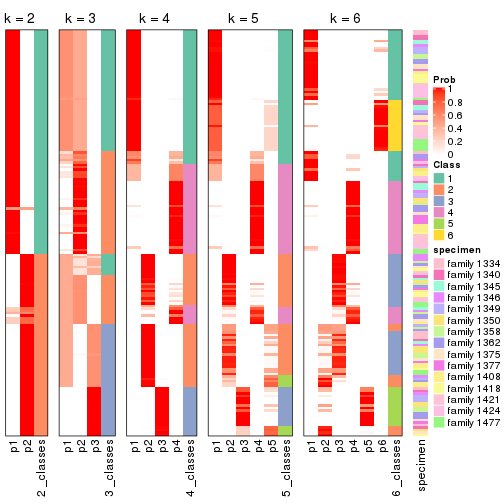 k = 2
k = 3
k = 4
k = 5
k = 6
Prob
1
0.8
0.6
0.4
0.2
0
Class
1
2
3
4
5
6
specimen
family 1334
family 1340
family 1345
family 1346
family 1349
family 1350
family 1358
family 1362
family 1375
family 1377
family 1408
family 1418
family 1421
family 1424
family 1477
p1
p2
2_classes
p1
p2
p3
3_classes
p1
p2
p3
p4
4_classes
p1
p2
p3
p4
p5
5_classes
p1
p2
p3
p4
p5
p6
6_classes
specimen